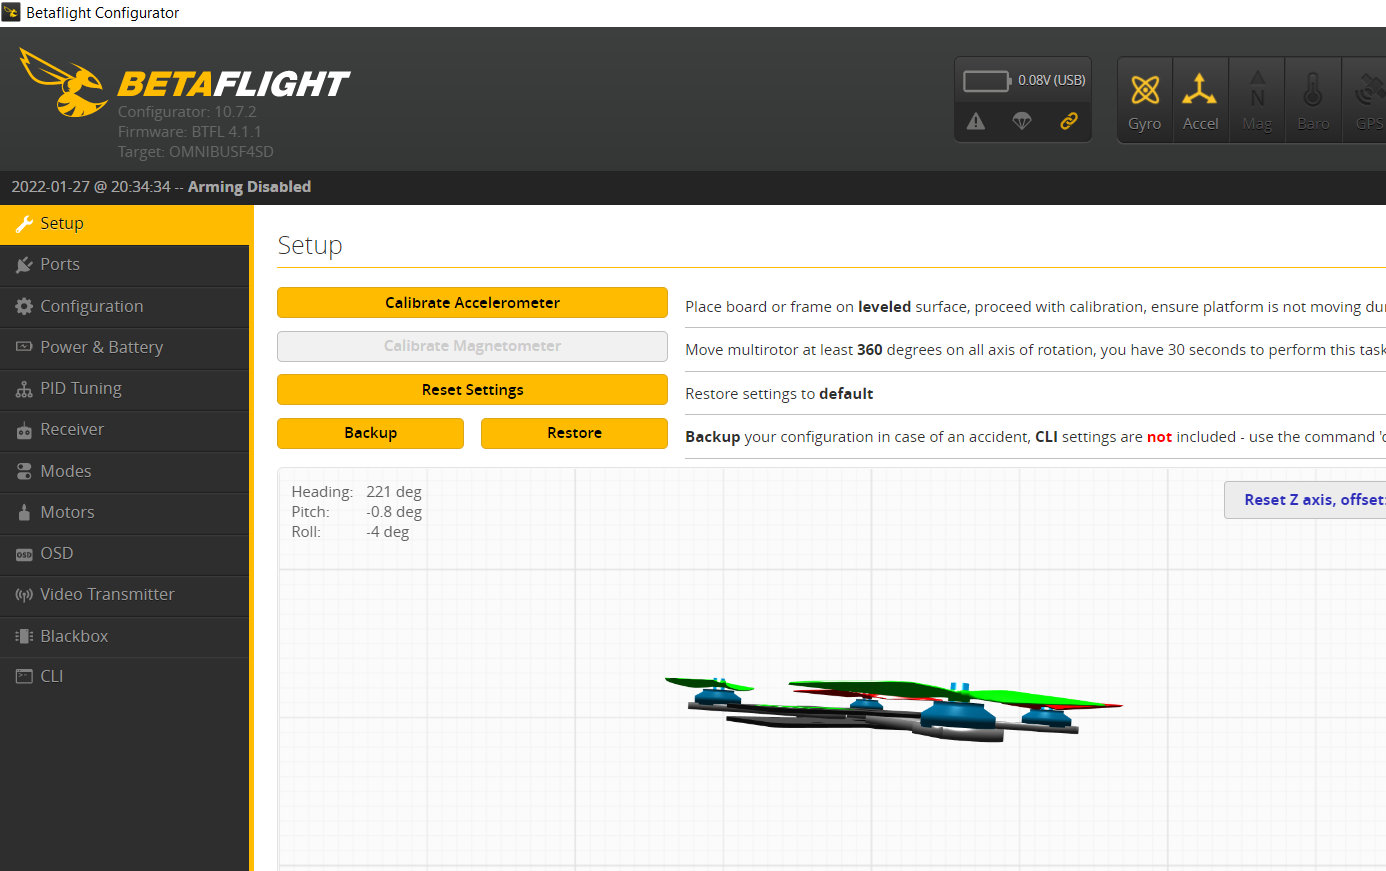 Betaflight Configurator
BETAFLIGHT
Configurator: 10.7.2
Firmware: BTFL 4.1.1
Target: OMNIBUSF4SD
0.08V (USB)
Gyro
Accel
N
Mag
Baro
GPS
2022-01-27 @ 20:34:34 -- Arming Disabled
Setup
Ports
Configuration
Power & Battery
PID Tuning
Receiver
Modes
Motors
OSD
OSD
Video Transmitter
Blackbox
CLI
Setup
Calibrate Accelerometer
Place board or frame on leveled surface, proceed with calibration, ensure platform is not moving
Calibrate Magnetometer
Move multirotor at least 360 degrees on all axis of rotation, you have 30 seconds to perform this task
Reset Settings
Restore settings to default
Backup
Restore
Backup your configuration in case of an accident, CLI settings are not included - use the command
Heading: 221 deg
Pitch: -0.8 deg
Roll: -4 deg
Reset Z axis, offset: